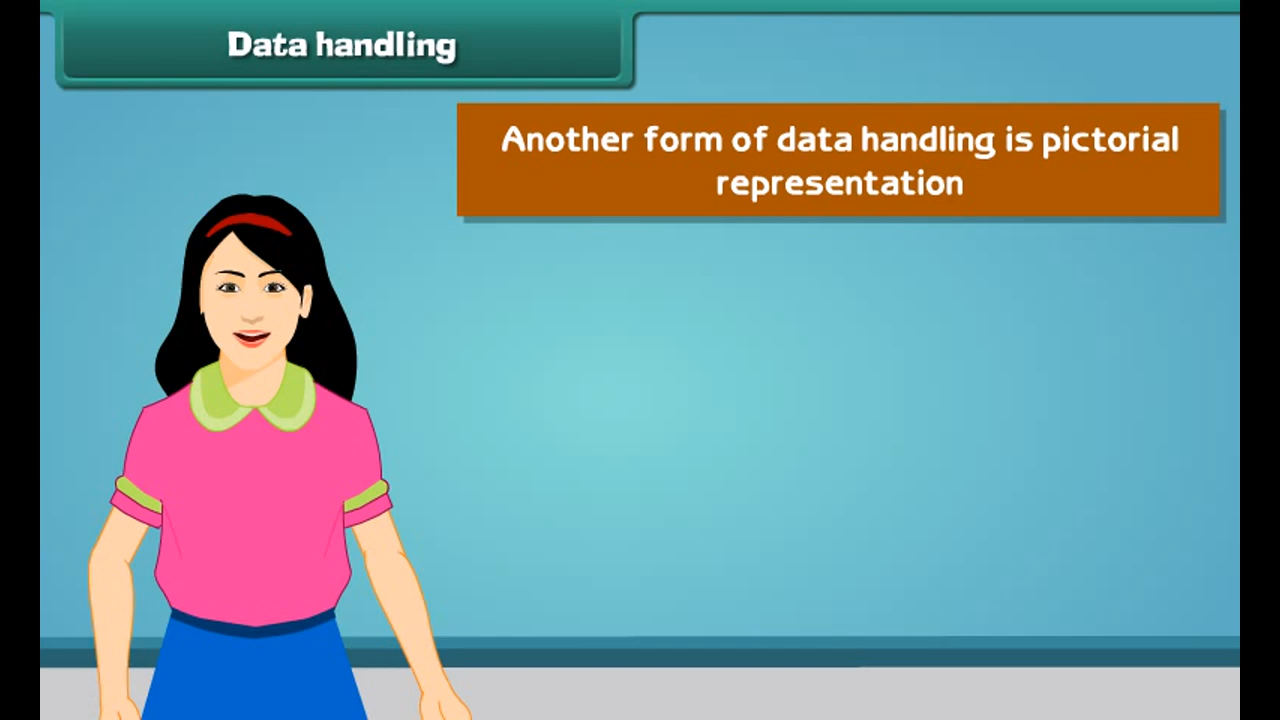 Data handling
Another form of data handling is pictorial
representation